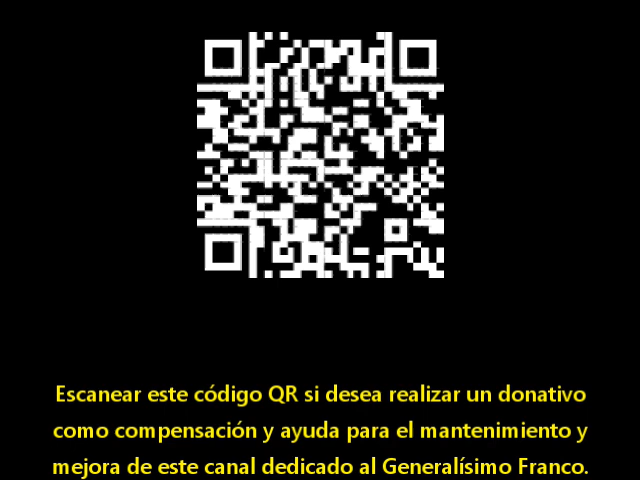 Escanear este código QR si desea realizar un donativo
como compensación y ayuda para el mantenimiento y
mejora de este canal dedicado al Generalísimo Franco.